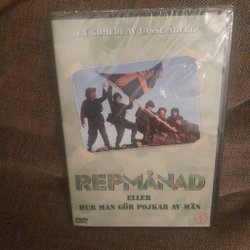 EN KOMEDI AV LASSE ÅBERG
REPMÅNAD
ELLER
HUR MAN GÖR POJKAR AV MÄN
DVD